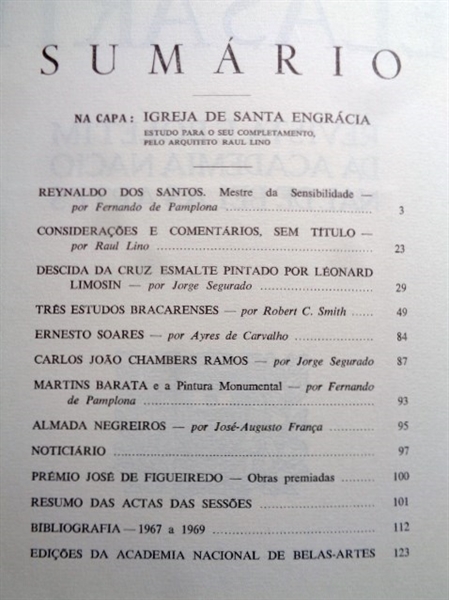 SUMÁRIO
NA CAPA: IGREJA DE SANTA ENGRÁCIA
ESTUDO PARA O SEU COMPLETAMENTO,
PELO ARQUITETO RAUL LINO
REYNALDO DOS SANTOS. Mestre da Sensibilidade —
por Fernando de Pamplona ........ 3
CONSIDERAÇÕES E COMENTÁRIOS, SEM TÍTULO —
por Raul Lino ........ 23
DESCIDA DA CRUZ ESMALTE PINTADO POR LÉONARD
LIMOSIN — por Jorge Segurado ........ 29
TRÊS ESTUDOS BRACARENSES — por Robert C. Smith ...... 49
ERNESTO SOARES — por Ayres de Carvalho ........ 84
CARLOS JOÃO CHAMBERS RAMOS — por Jorge Segurado 87
MARTINS BARATA e a Pintura Monumental — por Fernando
de Pamplona ........ 93
ALMADA NEGREIROS — por José-Augusto França ........ 95
NOTICIÁRIO ........ 97
PRÉMIO JOSÉ DE FIGUEIREDO — Obras premiadas ........ 100
RESUMO DAS ACTAS DAS SESSÕES ........ 101
BIBLIOGRAFIA — 1967 a 1969 ........ 112
EDIÇÕES DA ACADEMIA NACIONAL DE BELAS-ARTES 123